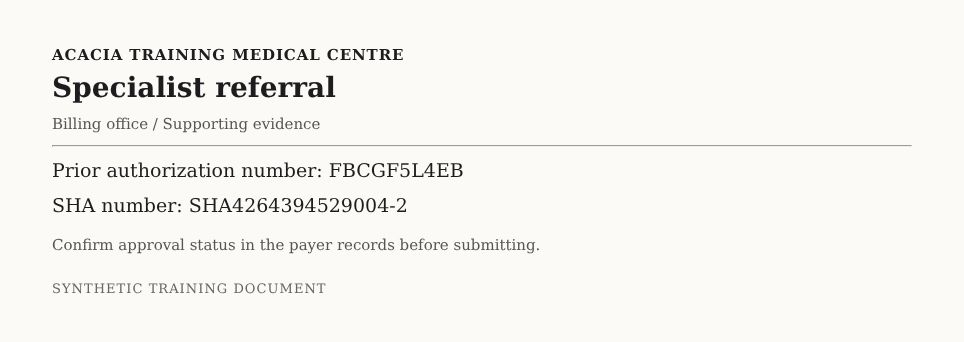 ACACIA TRAINING MEDICAL CENTRE
Specialist referral
Billing office / Supporting evidence
Prior authorization number: FBCGF5L4EB
SHA number: SHA4264394529004-2
Confirm approval status in the payer records before submitting.
SYNTHETIC TRAINING DOCUMENT